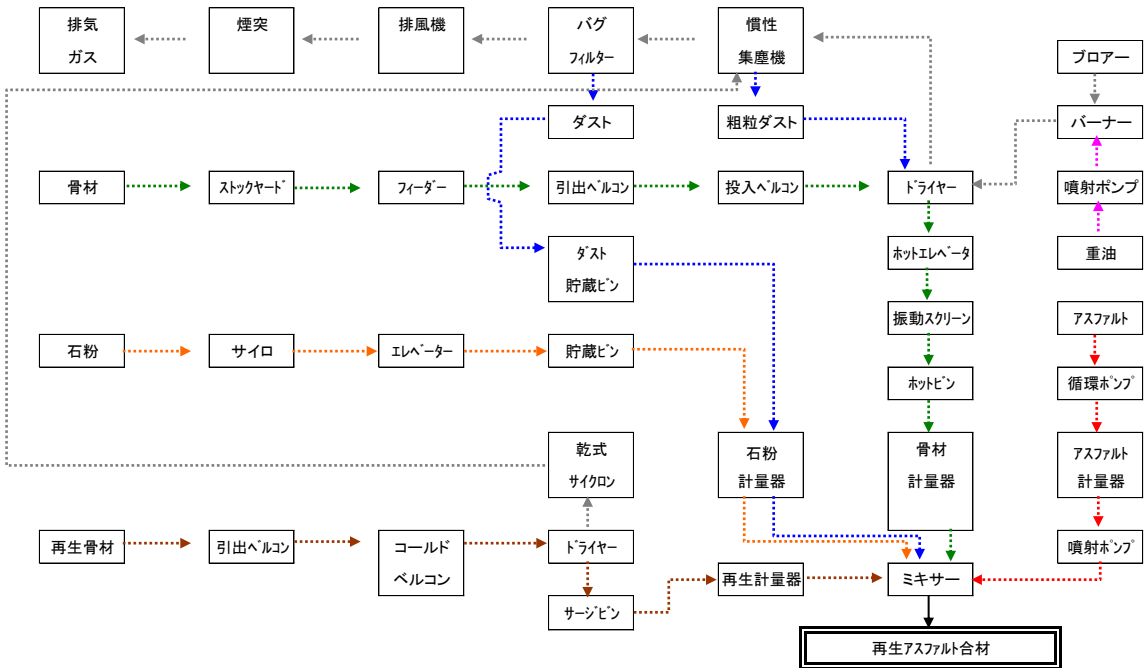 排気
ガス
煙突
排風機
バグ
フィルター
慣性
集塵機
ブロアー
ダスト
粗粒ダスト
バーナー
骨材
ストックヤード
フィーダー
引出ベルコン
投入ベルコン
ドライヤー
噴射ポンプ
ダスト
貯蔵ビン
ホットエレベータ
重油
石粉
サイロ
エレベーター
貯蔵ビン
振動スクリーン
アスファルト
ホットビン
循環ポンプ
乾式
サイクロン
石粉
計量器
骨材
計量器
アスファルト
計量器
再生骨材
引出ベルコン
コールド
ベルコン
ドライヤー
噴射ポンプ
サージビン
再生計量器
ミキサー
再生アスファルト合材